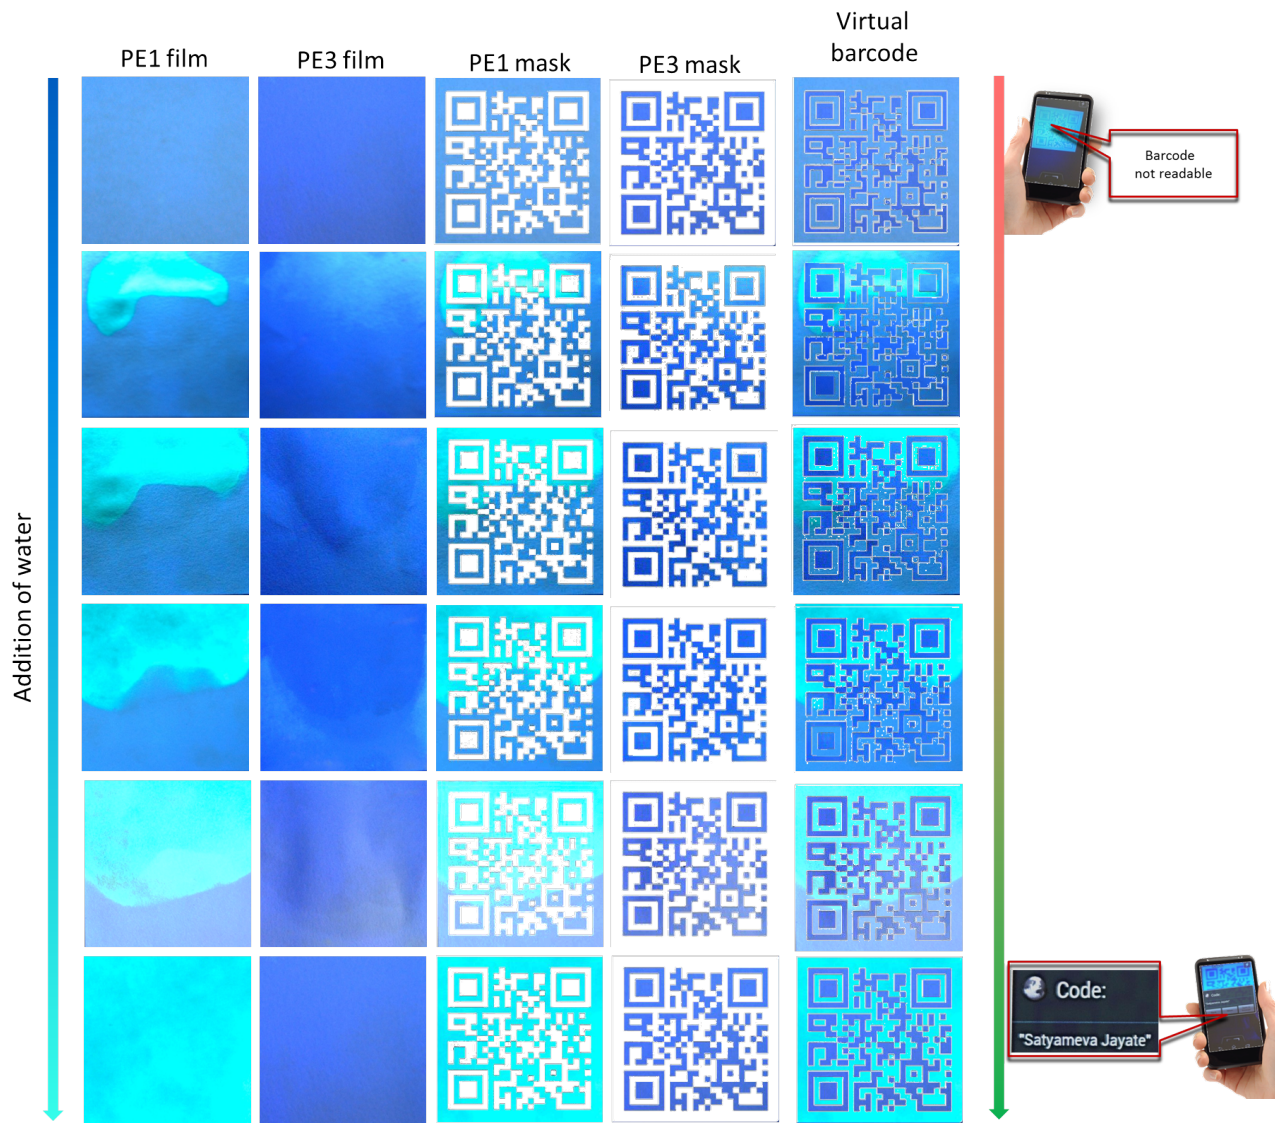 Virtual
barcode
PE1 film
PE3 film
PE1 mask
PE3 mask
Addition of water
Barcode
not readable
Code:
"Satyameva Jayate"